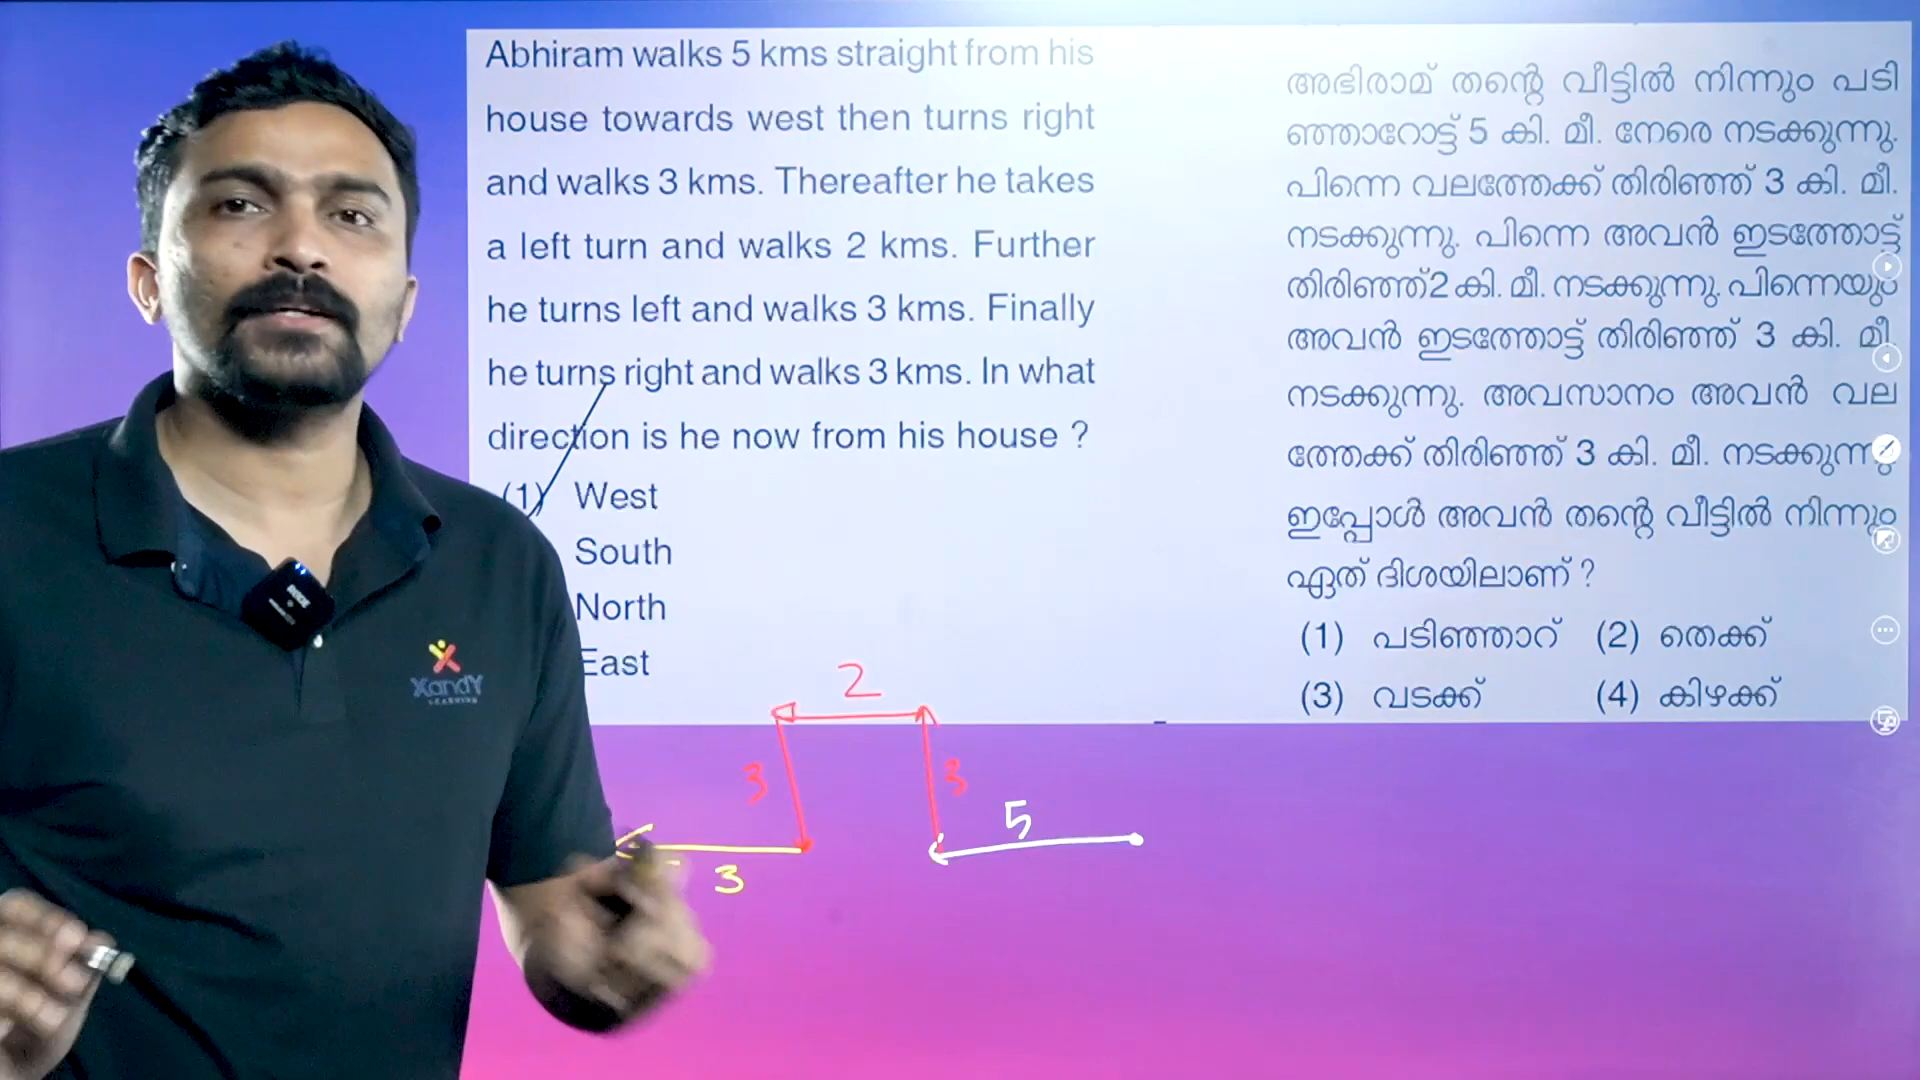 Abhiram walks 5 kms straight from his
house towards west then turns right
and walks 3 kms. Thereafter he takes
a left turn and walks 2 kms. Further
he turns left and walks 3 kms. Finally
he turns right and walks 3 kms. In what
direction is he now from his house ?
(1) West
South
North
East
അഭിരാമ് തന്റെ വീട്ടിൽ നിന്നും പടി
ഞ്ഞാറോട്ട് 5 കി. മീ. നേരെ നടക്കുന്നു.
പിന്നെ വലത്തേക്ക് തിരിഞ്ഞ് 3 കി. മീ.
നടക്കുന്നു. പിന്നെ അവൻ ഇടത്തോട്ട്
തിരിഞ്ഞ് 2 കി. മീ. നടക്കുന്നു. പിന്നെയും
അവൻ ഇടത്തോട്ട് തിരിഞ്ഞ് 3 കി. മീ.
നടക്കുന്നു. അവസാനം അവൻ വല
ത്തേക്ക് തിരിഞ്ഞ് 3 കി. മീ. നടക്കുന്നു
ഇപ്പോൾ അവൻ തന്റെ വീട്ടിൽ നിന്നും
ഏത് ദിശയിലാണ് ?
(1) പടിഞ്ഞാറ് (2) തെക്ക്
(3) വടക്ക് (4) കിഴക്ക്
2
3
3
5
3
XandY
LEARNING